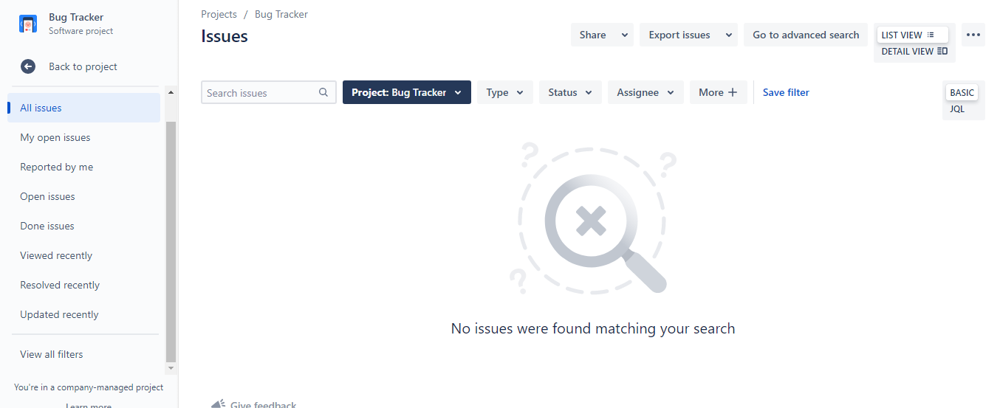 Bug Tracker
Software project
Back to project
All issues
My open issues
Reported by me
Open issues
Done issues
Viewed recently
Resolved recently
Updated recently
View all filters
You're in a company-managed project
Learn more
Projects / Bug Tracker
Issues
Share
Export issues
Go to advanced search
LIST VIEW
DETAIL VIEW
Search issues
Project: Bug Tracker
Type
Status
Assignee
More
Save filter
BASIC
JQL
No issues were found matching your search
Give feedback